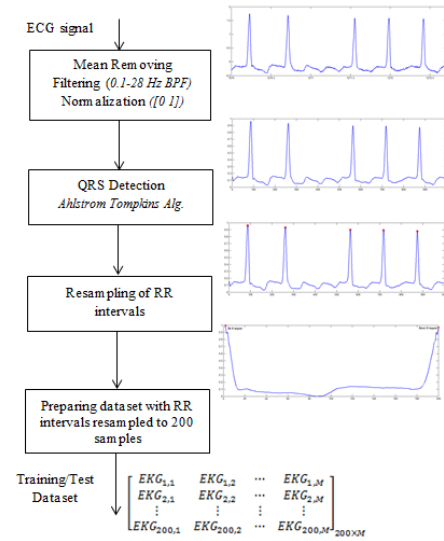 ECG signal
Mean Removing
Filtering (0.1-28 Hz BPF)
Normalization ([0 1])
QRS Detection
Ahlstrom Tompkins Alg.
Resampling of RR
intervals
Preparing dataset with RR
intervals resampled to 200
samples
Training/Test
Dataset
EKG1,1 EKG1,2 ⋯ EKG1,M
EKG2,1 EKG2,2 ⋯ EKG2,M
⋮ ⋮ ⋮ ⋮
EKG200,1 EKG200,2 ⋯ EKG200,M 200×M